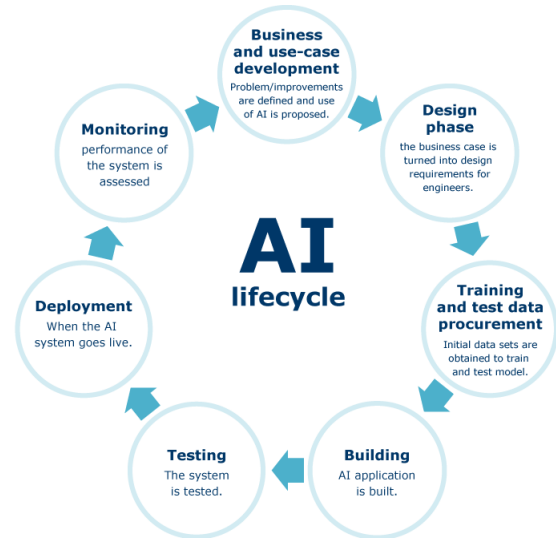 Business
and use-case
development
Problem/improvements
are defined and use
of AI is proposed.
Design
phase
the business case is
turned into design
requirements for
engineers.
Training
and test data
procurement
Initial data sets are
obtained to train
and test model.
Building
AI application
is built.
Testing
The system
is tested.
Deployment
When the AI
system goes live.
Monitoring
performance of
the system is
assessed
AI
lifecycle